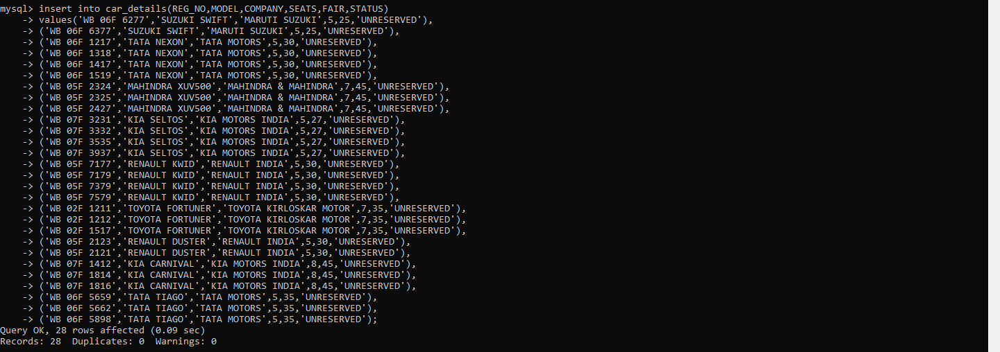 mysql> insert into car_details(REG_NO,MODEL,COMPANY,SEATS,FAIR,STATUS)
    -> values('WB 06F 6277','SUZUKI SWIFT','MARUTI SUZUKI',5,25,'UNRESERVED'),
    -> ('WB 06F 6377','SUZUKI SWIFT','MARUTI SUZUKI',5,25,'UNRESERVED'),
    -> ('WB 06F 1217','TATA NEXON','TATA MOTORS',5,30,'UNRESERVED'),
    -> ('WB 06F 1318','TATA NEXON','TATA MOTORS',5,30,'UNRESERVED'),
    -> ('WB 06F 1417','TATA NEXON','TATA MOTORS',5,30,'UNRESERVED'),
    -> ('WB 06F 1519','TATA NEXON','TATA MOTORS',5,30,'UNRESERVED'),
    -> ('WB 05F 2324','MAHINDRA XUV500','MAHINDRA & MAHINDRA',7,45,'UNRESERVED'),
    -> ('WB 05F 2325','MAHINDRA XUV500','MAHINDRA & MAHINDRA',7,45,'UNRESERVED'),
    -> ('WB 05F 2427','MAHINDRA XUV500','MAHINDRA & MAHINDRA',7,45,'UNRESERVED'),
    -> ('WB 07F 3231','KIA SELTOS','KIA MOTORS INDIA',5,27,'UNRESERVED'),
    -> ('WB 07F 3332','KIA SELTOS','KIA MOTORS INDIA',5,27,'UNRESERVED'),
    -> ('WB 07F 3535','KIA SELTOS','KIA MOTORS INDIA',5,27,'UNRESERVED'),
    -> ('WB 07F 3937','KIA SELTOS','KIA MOTORS INDIA',5,27,'UNRESERVED'),
    -> ('WB 05F 7177','RENAULT KWID','RENAULT INDIA',5,30,'UNRESERVED'),
    -> ('WB 05F 7179','RENAULT KWID','RENAULT INDIA',5,30,'UNRESERVED'),
    -> ('WB 05F 7379','RENAULT KWID','RENAULT INDIA',5,30,'UNRESERVED'),
    -> ('WB 05F 7579','RENAULT KWID','RENAULT INDIA',5,30,'UNRESERVED'),
    -> ('WB 02F 1211','TOYOTA FORTUNER','TOYOTA KIRLOSKAR MOTOR',7,35,'UNRESERVED'),
    -> ('WB 02F 1212','TOYOTA FORTUNER','TOYOTA KIRLOSKAR MOTOR',7,35,'UNRESERVED'),
    -> ('WB 02F 1517','TOYOTA FORTUNER','TOYOTA KIRLOSKAR MOTOR',7,35,'UNRESERVED'),
    -> ('WB 05F 2123','RENAULT DUSTER','RENAULT INDIA',5,30,'UNRESERVED'),
    -> ('WB 05F 2121','RENAULT DUSTER','RENAULT INDIA',5,30,'UNRESERVED'),
    -> ('WB 07F 1412','KIA CARNIVAL','KIA MOTORS INDIA',8,45,'UNRESERVED'),
    -> ('WB 07F 1814','KIA CARNIVAL','KIA MOTORS INDIA',8,45,'UNRESERVED'),
    -> ('WB 07F 1816','KIA CARNIVAL','KIA MOTORS INDIA',8,45,'UNRESERVED'),
    -> ('WB 06F 5659','TATA TIAGO','TATA MOTORS',5,35,'UNRESERVED'),
    -> ('WB 06F 5662','TATA TIAGO','TATA MOTORS',5,35,'UNRESERVED'),
    -> ('WB 06F 5898','TATA TIAGO','TATA MOTORS',5,35,'UNRESERVED');
Query OK, 28 rows affected (0.09 sec)
Records: 28  Duplicates: 0  Warnings: 0